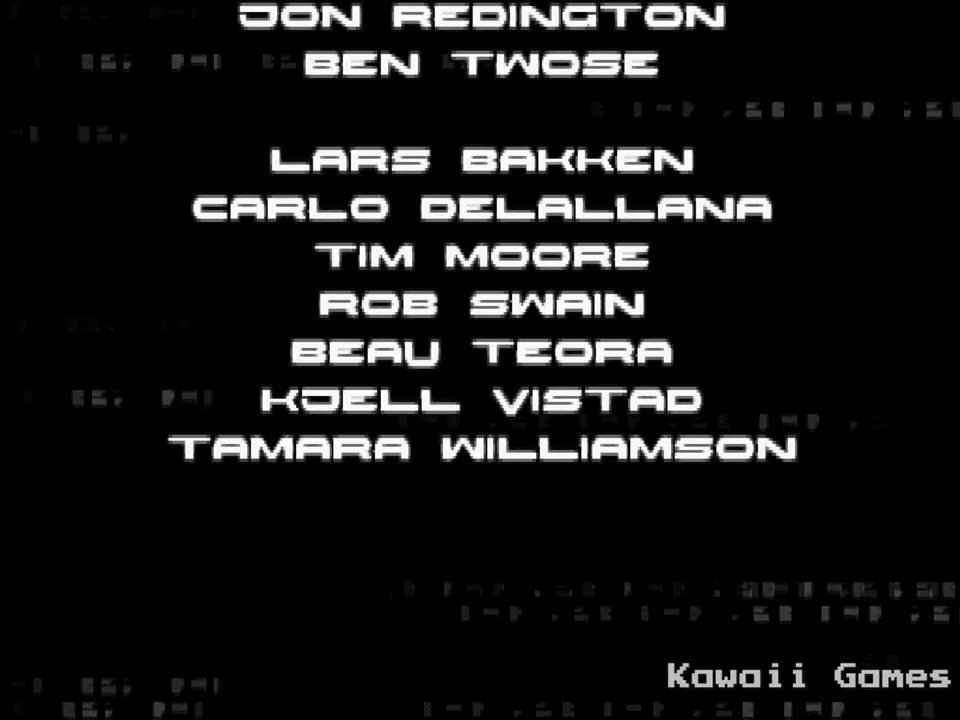 JON REDINGTON
BEN TWOSE
LARS BAKKEN
CARLO DELALLANA
TIM MOORE
ROB SWAIN
BEAU TEORA
KJELL VISTAD
TAMARA WILLIAMSON
Kawaii Games